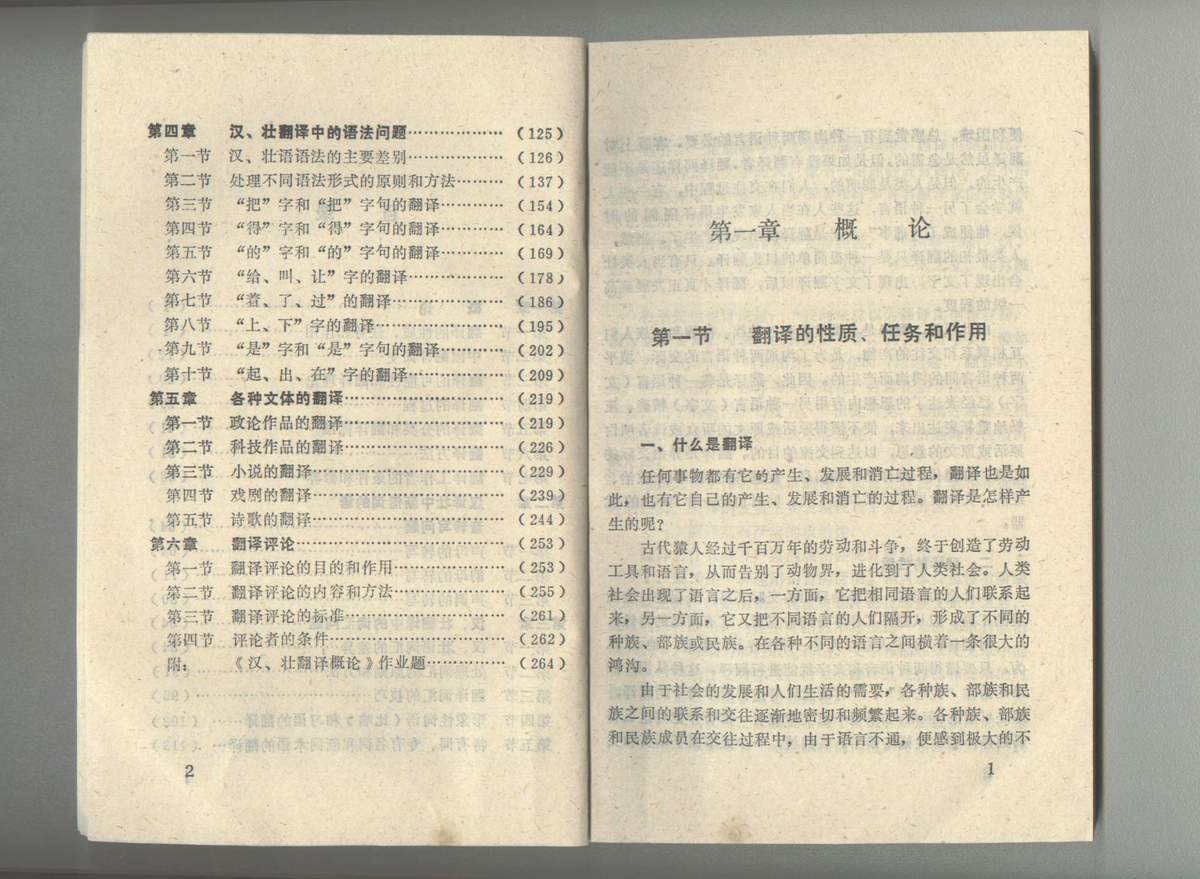 第四章 汉、壮翻译中的语法问题………………（125）
第一节 汉、壮语语法的主要差别………………（126）
第二节 处理不同语法形式的原则和方法………（137）
第三节 “把”字和“把”字句的翻译…………（154）
第四节 “得”字和“得”字句的翻译…………（164）
第五节 “的”字和“的”字句的翻译…………（169）
第六节 “给、叫、让”字的翻译………………（178）
第七节 “着、了、过”的翻译…………………（186）
第八节 “上、下”字的翻译……………………（195）
第九节 “是”字和“是”字句的翻译…………（202）
第十节 “起、出、在”字的翻译………………（209）
第五章 各种文体的翻译…………………………（219）
第一节 政论作品的翻译…………………………（219）
第二节 科技作品的翻译…………………………（226）
第三节 小说的翻译………………………………（229）
第四节 戏剧的翻译………………………………（239）
第五节 诗歌的翻译………………………………（244）
第六章 翻译评论…………………………………（253）
第一节 翻译评论的目的和作用…………………（253）
第二节 翻译评论的内容和方法…………………（255）
第三节 翻译评论的标准…………………………（261）
第四节 评论者的条件……………………………（262）
附： 《汉、壮翻译概论》作业题……………（264）
2
第一章 概 论
第一节 翻译的性质、任务和作用
一、什么是翻译
任何事物都有它的产生、发展和消亡过程，翻译也是如
此，也有它自己的产生、发展和消亡的过程。翻译是怎样产
生的呢？
古代猿人经过千百万年的劳动和斗争，终于创造了劳动
工具和语言，从而告别了动物界，进化到了人类社会。人类
社会出现了语言之后，一方面，它把相同语言的人们联系起
来，另一方面，它又把不同语言的人们隔开，形成了不同的
种族、部族或民族。在各种不同的语言之间横着一条很大的
鸿沟。
由于社会的发展和人们生活的需要，各种族、部族和民
族之间的联系和交往逐渐地密切和频繁起来。各种族、部族
和民族成员在交往过程中，由于语言不通，便感到极大的不
1